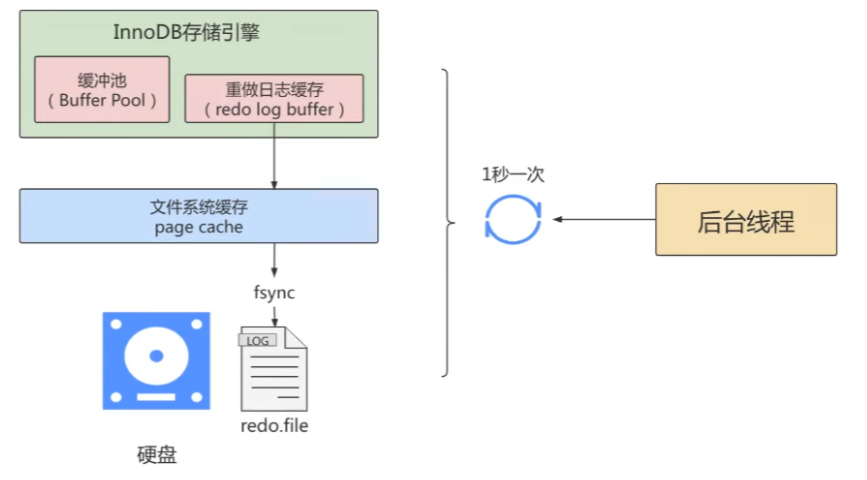 InnoDB存储引擎
缓冲池
（Buffer Pool）
重做日志缓存
（redo log buffer）
1秒一次
后台线程
文件系统缓存
page cache
fsync
LOG
redo.file
硬盘